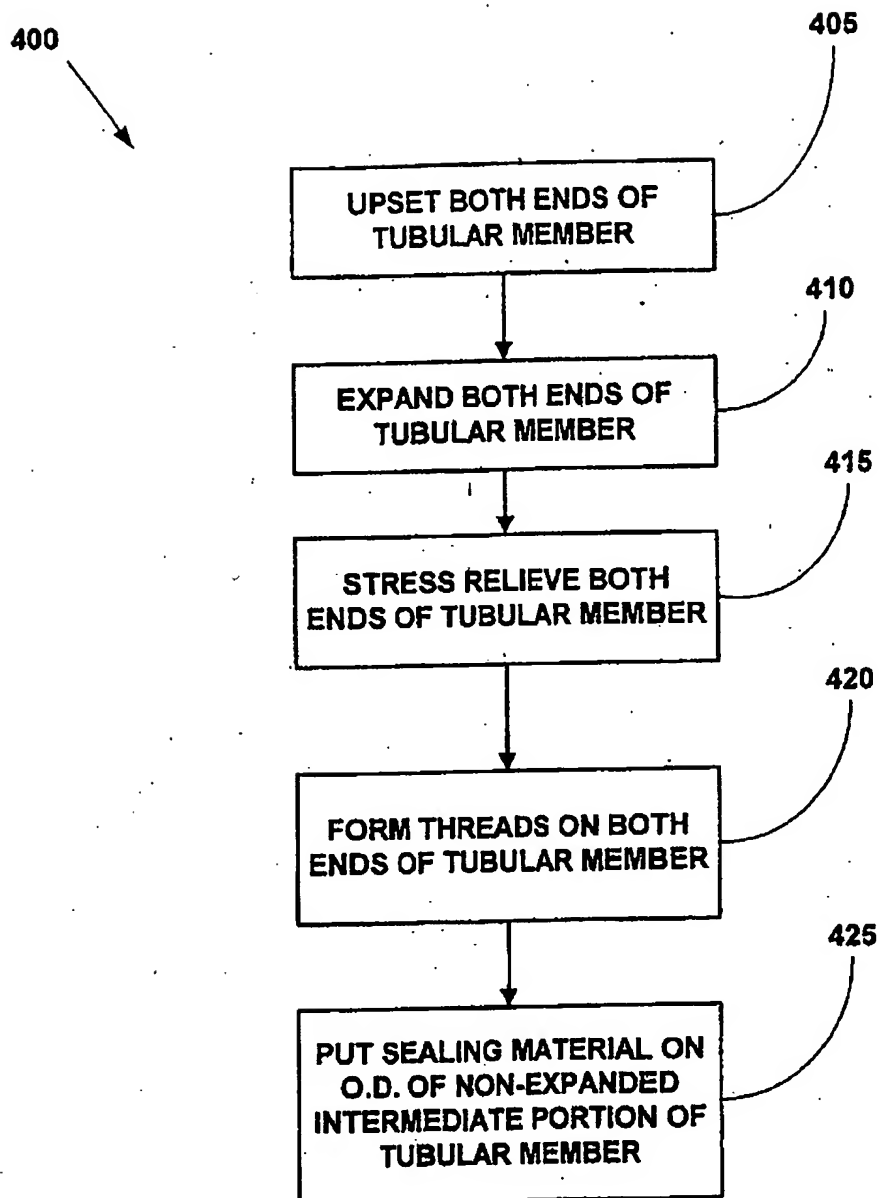 400
405
UPSET BOTH ENDS OF
TUBULAR MEMBER
410
EXPAND BOTH ENDS OF
TUBULAR MEMBER
415
STRESS RELIEVE BOTH
ENDS OF TUBULAR MEMBER
420
FORM THREADS ON BOTH
ENDS OF TUBULAR MEMBER
425
PUT SEALING MATERIAL ON
O.D. OF NON-EXPANDED
INTERMEDIATE PORTION OF
TUBULAR MEMBER